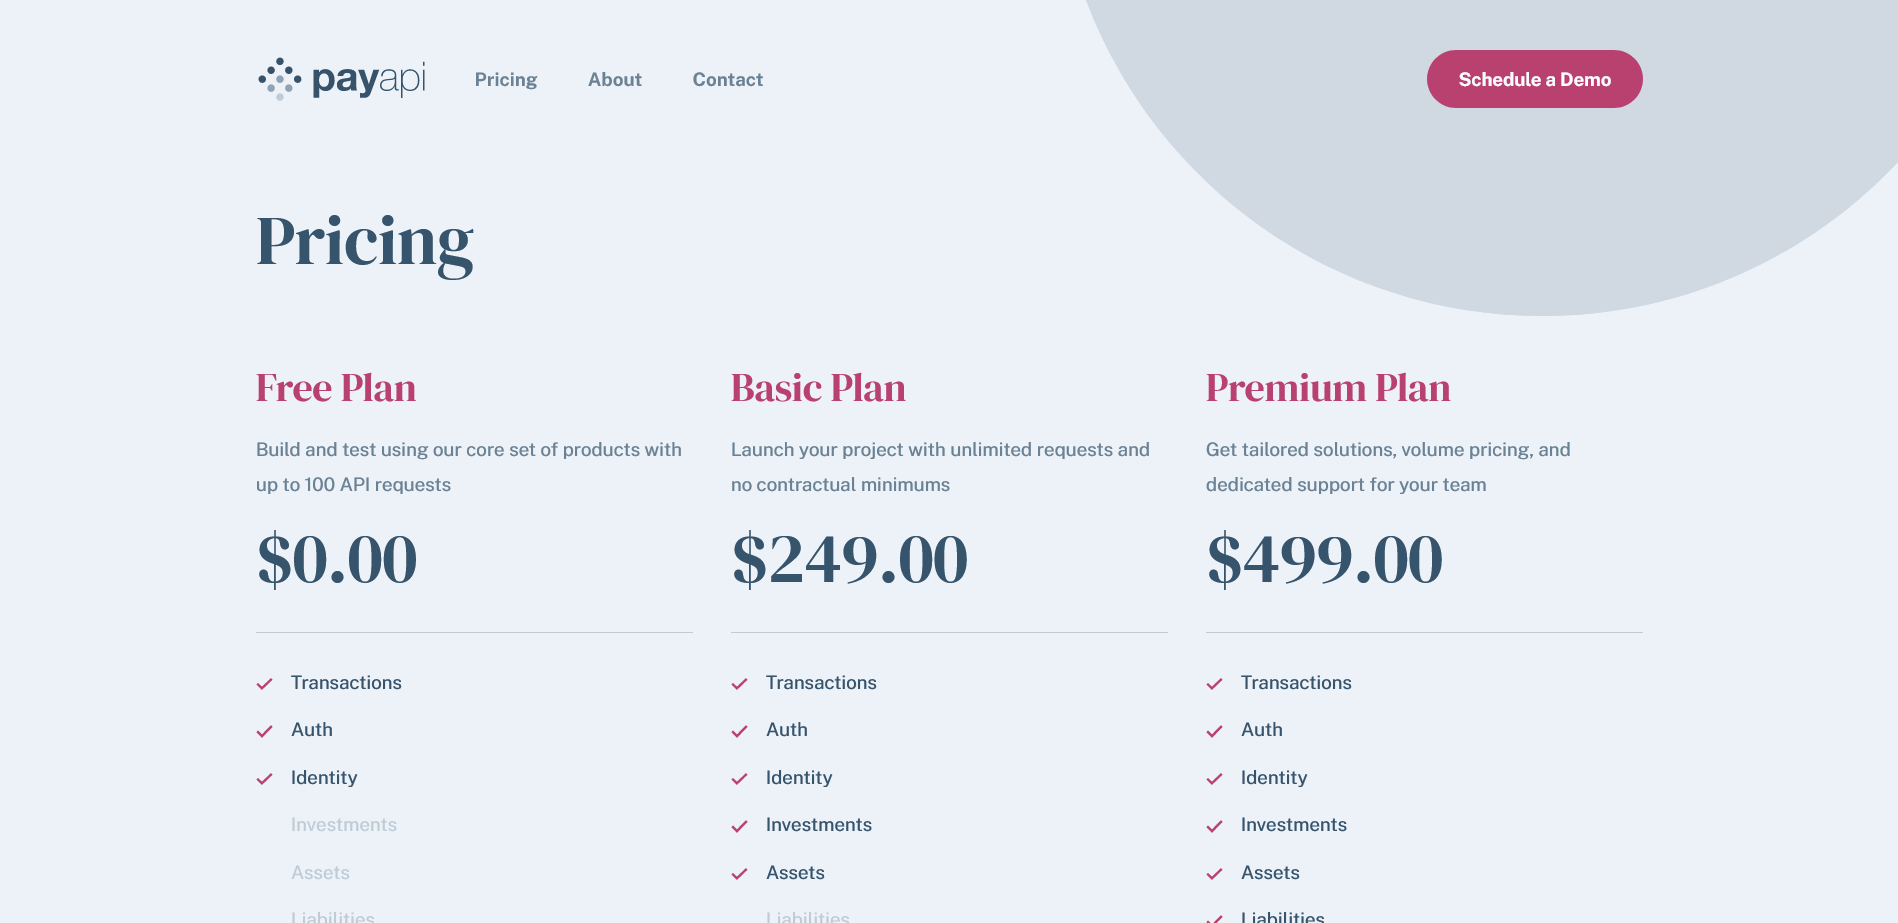 payapi
Pricing
About
Contact
Schedule a Demo
Pricing
Free Plan
Build and test using our core set of products with
up to 100 API requests
$0.00
Transactions
Auth
Identity
Investments
Assets
Liabilities
Basic Plan
Launch your project with unlimited requests and
no contractual minimums
$249.00
Transactions
Auth
Identity
Investments
Assets
Liabilities
Premium Plan
Get tailored solutions, volume pricing, and
dedicated support for your team
$499.00
Transactions
Auth
Identity
Investments
Assets
Liabilities